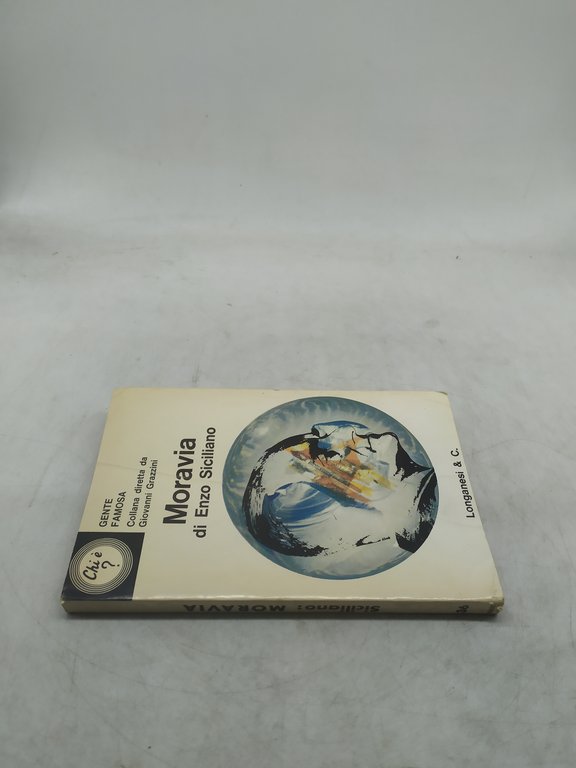 GENTE
FAMOSA
Collana diretta da
Giovanni Grazzini
Chi è
?
Moravia
di Enzo Siciliano
Longanesi & C.
Siciliano: MORAVIA